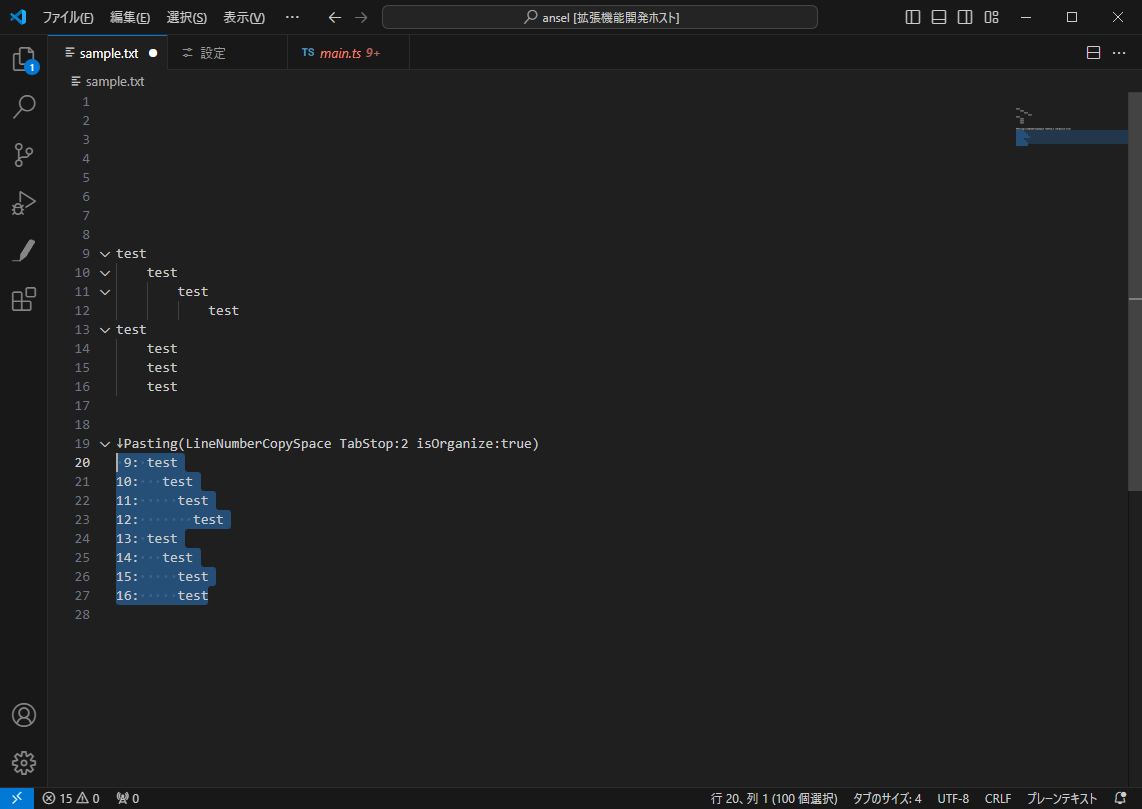 ファイル(F) 編集(E) 選択(S) 表示(V) ··· ansel [拡張機能開発ホスト]
sample.txt 設定 TS main.ts 9+
1
sample.txt
1
2
3
4
5
6
7
8
9 test
10 test
11 test
12 test
13 test
14 test
15 test
16 test
17
18
19 ↓Pasting(LineNumberCopySpace TabStop:2 isOrganize:true)
20 9: test
21 10: test
22 11: test
23 12: test
24 13: test
25 14: test
26 15: test
27 16: test
28
15 0 0 行 20、列 1 (100 個選択) タブのサイズ: 4 UTF-8 CRLF プレーンテキスト